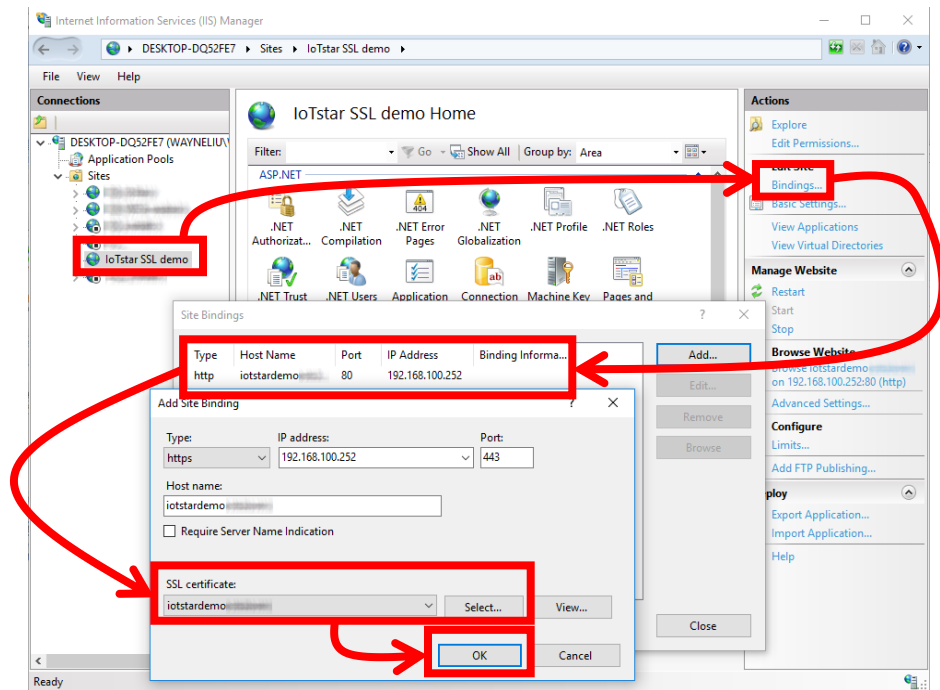 Internet Information Services (IIS) Manager
DESKTOP-DQ52FE7 Sites IoTstar SSL demo
File View Help
Connections
DESKTOP-DQ52FE7 (WAYNELIU\
Application Pools
Sites
IoTstar SSL demo
IoTstar SSL demo Home
Filter: Go Show All Group by: Area
ASP.NET
.NET Authorizat...
.NET Compilation
404
.NET Error Pages
.NET Globalization
.NET Profile
.NET Roles
.NET Trust
.NET Users
Application
ab
Connection
Machine Key
Pages and
Actions
Explore
Edit Permissions...
Edit Site
Bindings...
Basic Settings...
View Applications
View Virtual Directories
Manage Website
Restart
Start
Stop
Browse Website
Browse iotstardemo
on 192.168.100.252:80 (http)
Advanced Settings...
Configure
Limits...
Add FTP Publishing...
ploy
Export Application...
Import Application...
Help
Site Bindings
Type Host Name Port IP Address Binding Informa...
http iotstardemo 80 192.168.100.252
Add...
Edit...
Remove
Browse
Close
Add Site Binding
Type: IP address: Port:
https 192.168.100.252 443
Host name:
iotstardemo
Require Server Name Indication
SSL certificate:
iotstardemo Select... View...
OK Cancel
Ready